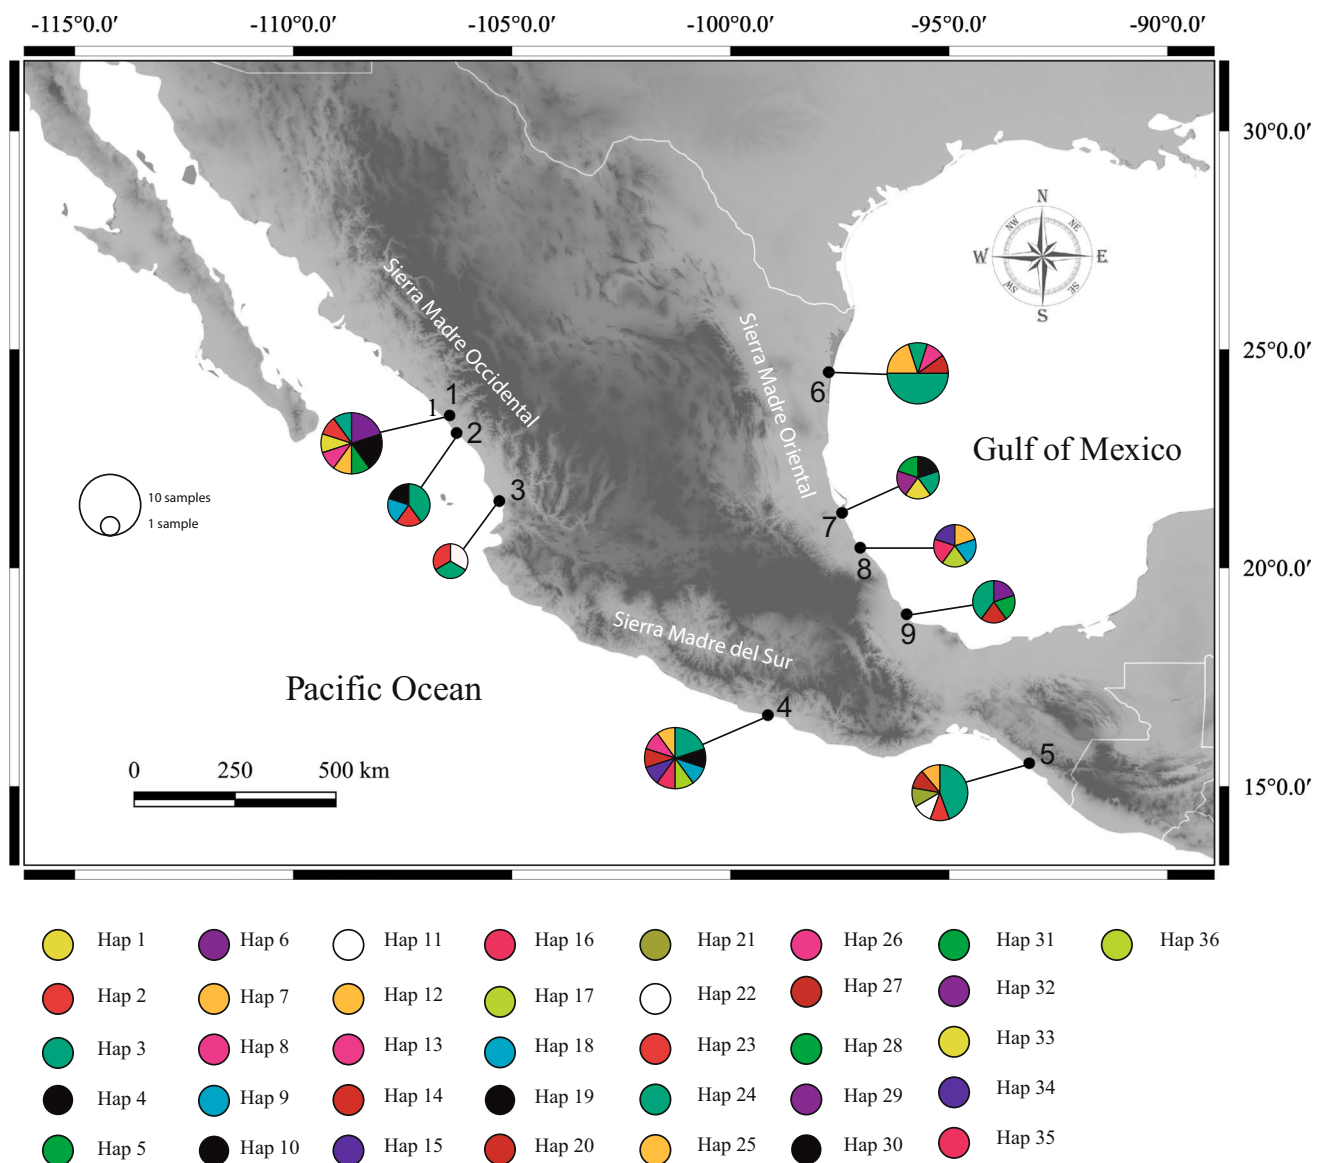 -115°0.0′ -110°0.0′ -105°0.0′ -100°0.0′ -95°0.0′ -90°0.0′
30°0.0′
N
NW NE
W E
SW SE
S
Sierra Madre Occidental
Sierra Madre Oriental
25°0.0′
6
1
1
2
Gulf of Mexico
10 samples
1 sample
3
7
8
20°0.0′
9
Sierra Madre del Sur
Pacific Ocean
4
5
0 250 500 km
15°0.0′
Hap 1 Hap 6 Hap 11 Hap 16 Hap 21 Hap 26 Hap 31 Hap 36
Hap 2 Hap 7 Hap 12 Hap 17 Hap 22 Hap 27 Hap 32
Hap 3 Hap 8 Hap 13 Hap 18 Hap 23 Hap 28 Hap 33
Hap 4 Hap 9 Hap 14 Hap 19 Hap 24 Hap 29 Hap 34
Hap 5 Hap 10 Hap 15 Hap 20 Hap 25 Hap 30 Hap 35